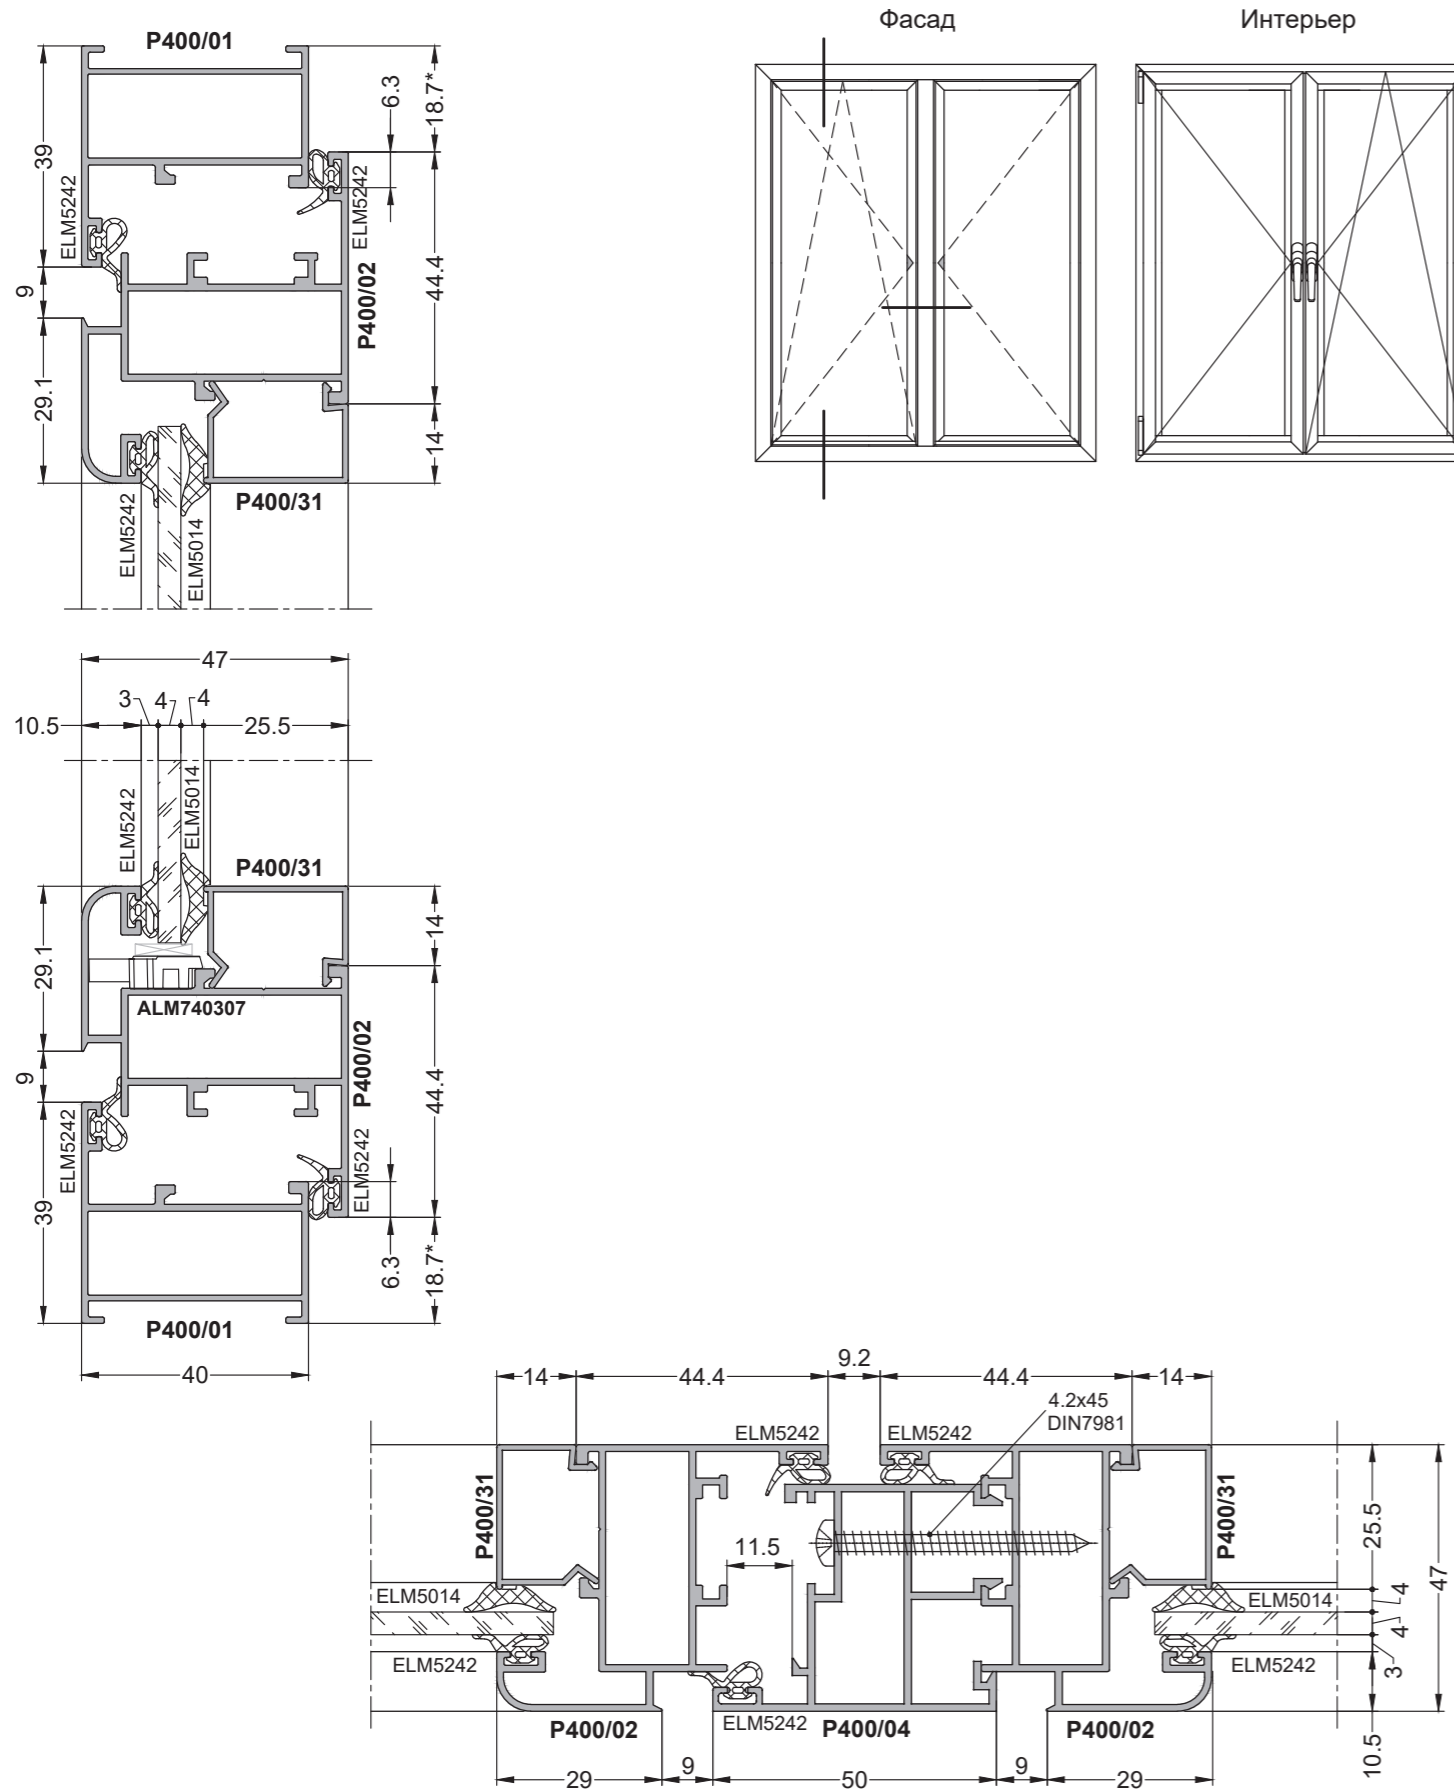 Фасад
Интерьер
P400/01
39
6.3
18.7*
ELM5242
ELM5242
9
44.4
P400/02
29.1
14
P400/31
ELM5242
ELM5014
47
3
4
4
10.5
25.5
ELM5242
ELM5014
P400/31
29.1
14
ALM740307
9
P400/02
44.4
ELM5242
ELM5242
39
6.3
18.7*
P400/01
40
14
44.4
9.2
44.4
14
4.2x45
DIN7981
ELM5242
ELM5242
P400/31
P400/31
25.5
47
11.5
ELM5014
ELM5014
4
4
3
ELM5242
ELM5242
ELM5242
P400/02
P400/04
P400/02
10.5
29
9
50
9
29